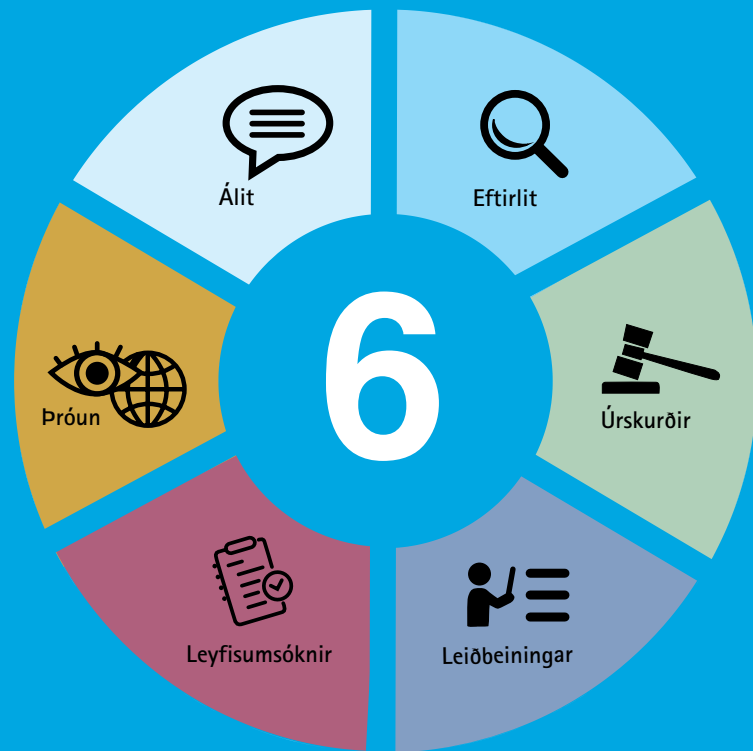 Álit
Eftirlit
Þróun
6
Úrskurðir
Leyfisumsóknir
Leiðbeiningar